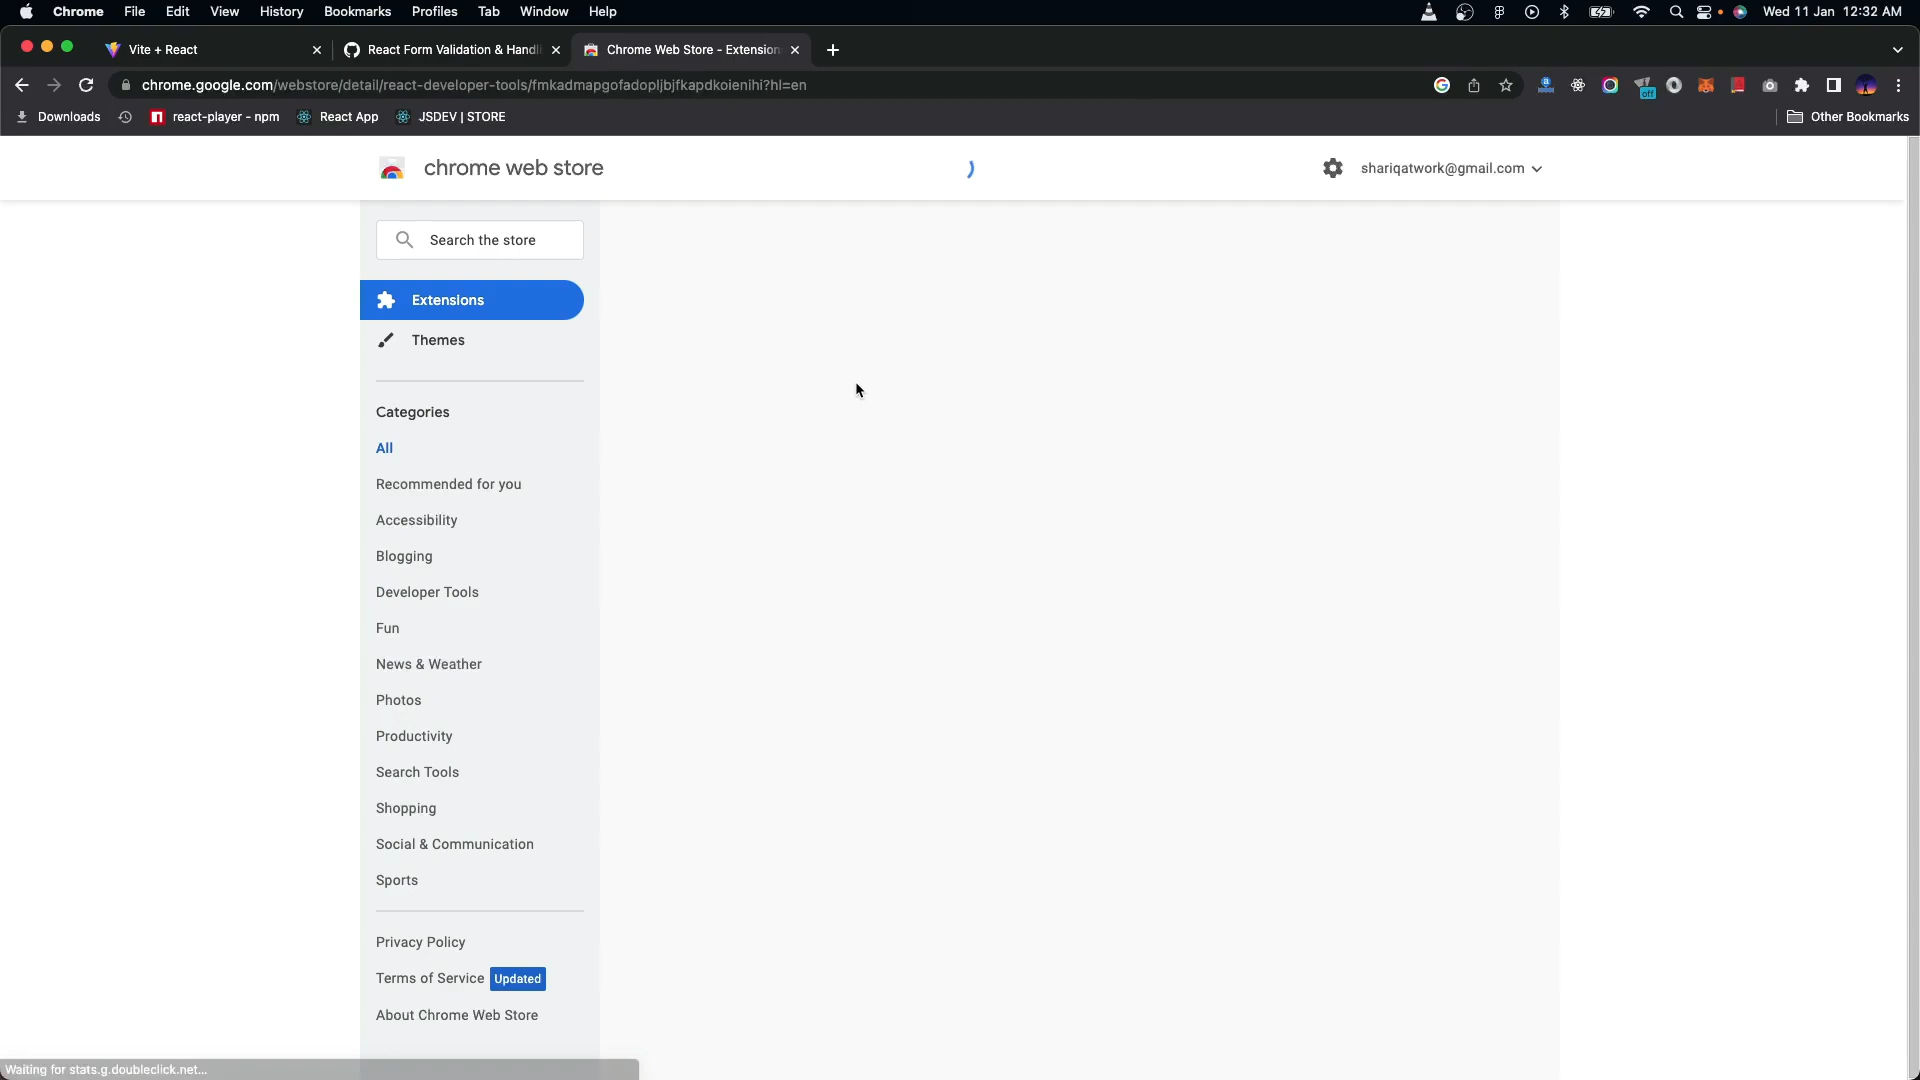 Chrome File Edit View History Bookmarks Profiles Tab Window Help Wed 11 Jan 12:32 AM
Vite + React React Form Validation & Handli Chrome Web Store - Extension
chrome.google.com/webstore/detail/react-developer-tools/fmkadmapgofadopljbjfkapdkoienihi?hl=en off
Downloads react-player - npm React App JSDEV | STORE Other Bookmarks
chrome web store shariqatwork@gmail.com
Search the store
Extensions
Themes
Categories
All
Recommended for you
Accessibility
Blogging
Developer Tools
Fun
News & Weather
Photos
Productivity
Search Tools
Shopping
Social & Communication
Sports
Privacy Policy
Terms of Service Updated
About Chrome Web Store
Waiting for stats.g.doubleclick.net...